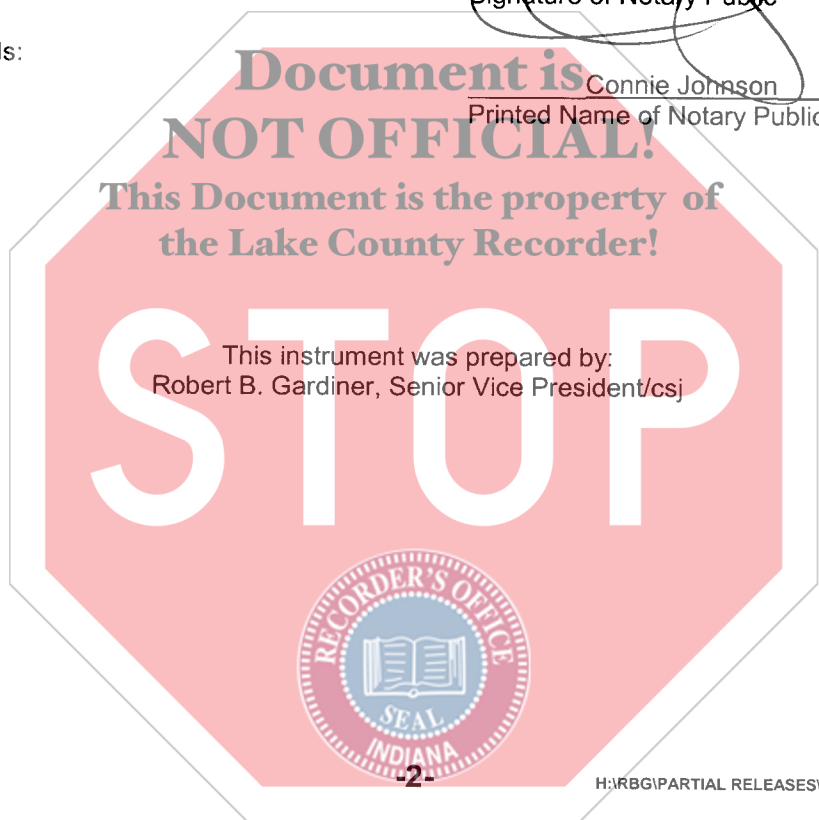 Signature of Notary Public
ls:
Document is
Connie Johnson
NOT OFFICIAL!
Printed Name of Notary Public
This Document is the property of
the Lake County Recorder!
STOP
This instrument was prepared by:
Robert B. Gardiner, Senior Vice President/csj
RECORDER'S OFFICE
SEAL
INDIANA
-2-
H:\RBG\PARTIAL RELEASES\